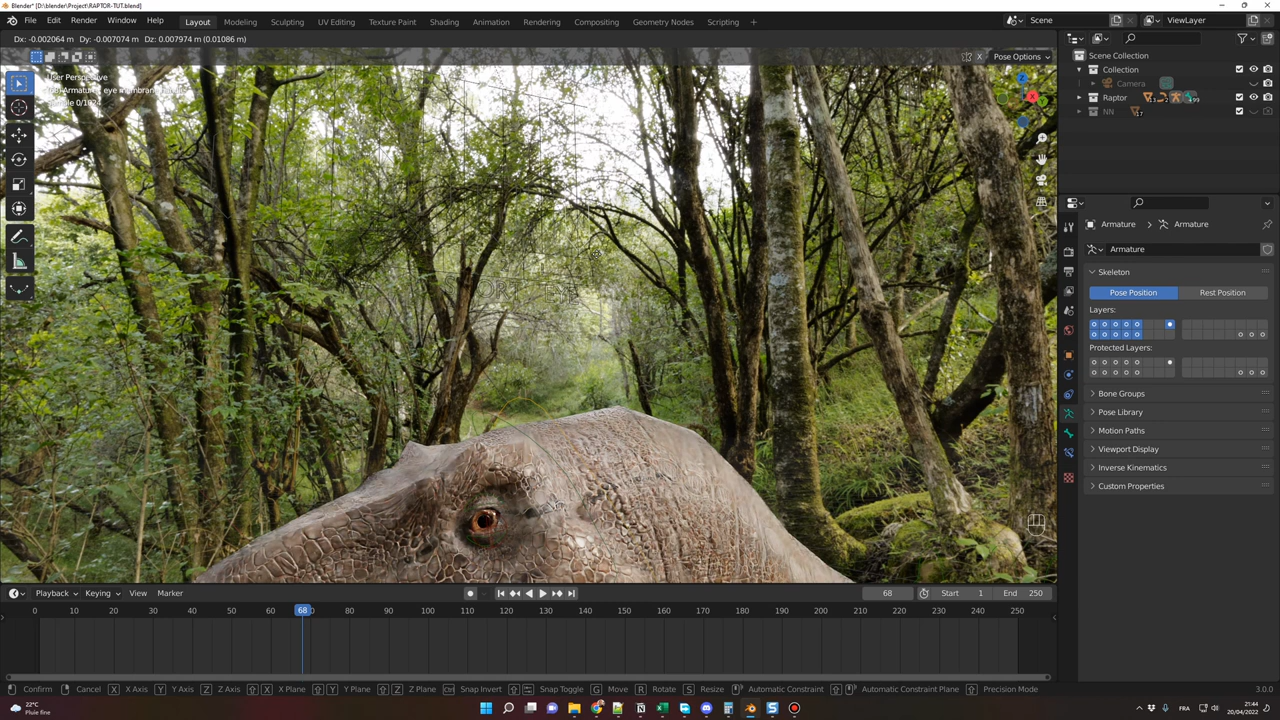 Blender* [D:\blender\Project\RAPTOR-TUT.blend]
File Edit Render Window Help Layout Modeling Sculpting UV Editing Texture Paint Shading Animation Rendering Compositing Geometry Nodes Scripting + Scene ViewLayer
Dx: -0.002064 m Dy: -0.007074 m Dz: 0.007974 m (0.01086 m)
X Pose Options
User Perspective
Scene Collection
Collection
Camera
Raptor
NN 17
Armature > Armature
Armature
Skeleton
Pose Position Rest Position
Layers:
Protected Layers:
Bone Groups
Pose Library
Motion Paths
Viewport Display
Inverse Kinematics
Custom Properties
EYE
Playback Keying View Marker 68 Start 1 End 250
0 10 20 30 40 50 60 68 80 90 100 110 120 130 140 150 160 170 180 190 200 210 220 230 240 250
Confirm Cancel X X Axis Y Y Axis Z Z Axis X X Plane Y Y Plane Z Z Plane Ctrl Snap Invert Snap Toggle G Move R Rotate S Resize Automatic Constraint Automatic Constraint Plane Precision Mode 3.0.0
22°C
Pluie fine
FRA
21:44
20/04/2022